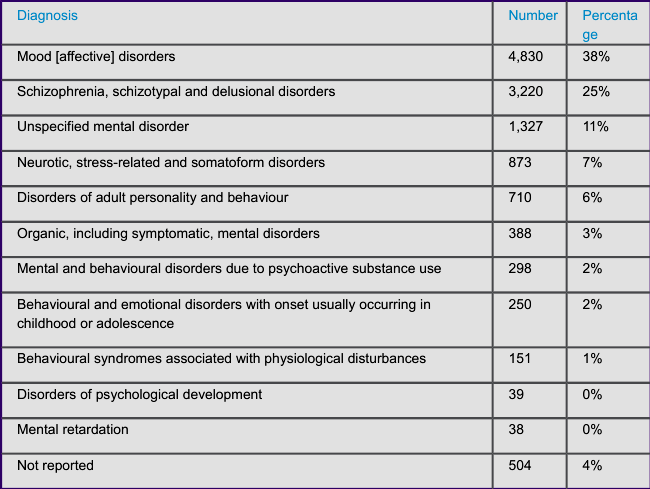 Diagnosis Number Percenta
ge
Mood [affective] disorders 4,830 38%
Schizophrenia, schizotypal and delusional disorders 3,220 25%
Unspecified mental disorder 1,327 11%
Neurotic, stress-related and somatoform disorders 873 7%
Disorders of adult personality and behaviour 710 6%
Organic, including symptomatic, mental disorders 388 3%
Mental and behavioural disorders due to psychoactive substance use 298 2%
Behavioural and emotional disorders with onset usually occurring in 250 2%
childhood or adolescence
Behavioural syndromes associated with physiological disturbances 151 1%
Disorders of psychological development 39 0%
Mental retardation 38 0%
Not reported 504 4%